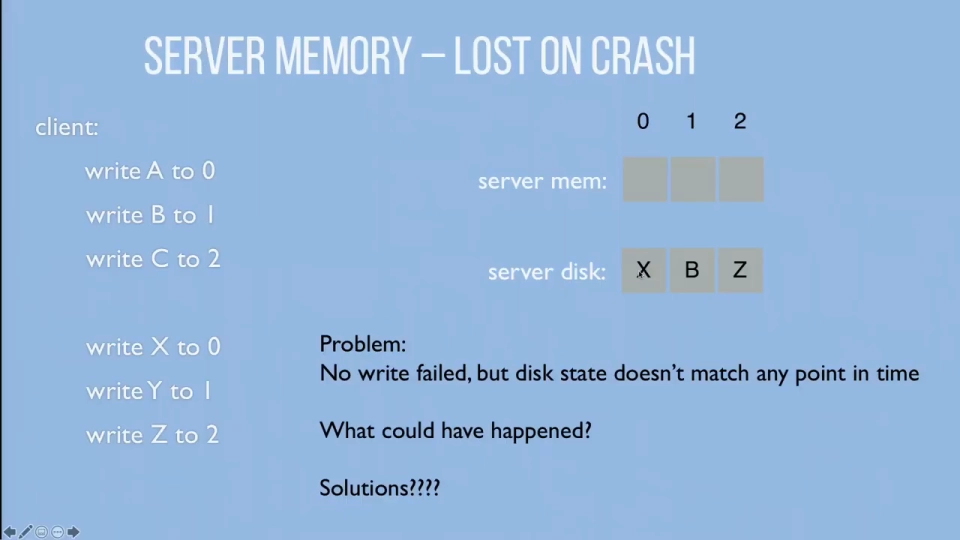 SERVER MEMORY – LOST ON CRASH
client:
write A to 0
write B to 1
write C to 2
write X to 0
write Y to 1
write Z to 2
0 1 2
server mem:
server disk: X B Z
Problem:
No write failed, but disk state doesn't match any point in time
What could have happened?
Solutions????